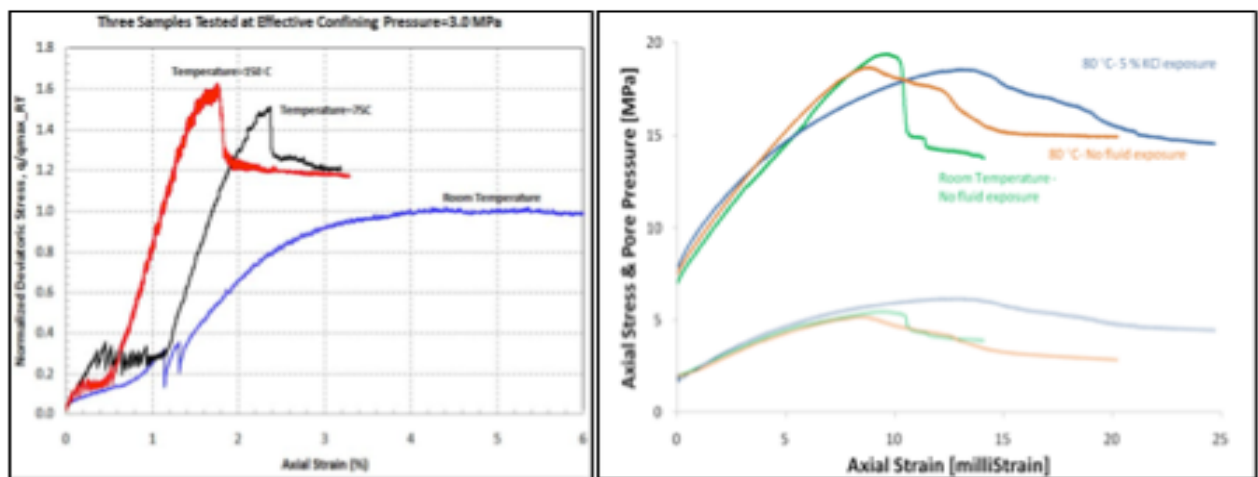 Three Samples Tested at Effective Confining Pressure=3.0 MPa
Normalized Deviatoric Stress, q/qmax_RT
1.8
1.6
1.4
1.2
1.0
0.8
0.6
0.4
0.2
0.0
Temperature=150 C
Temperature=75C
Room Temperature
0 1 2 3 4 5 6
Axial Strain (%)
Axial Stress & Pore Pressure [MPa]
20
15
10
5
0
80 °C- 5 % KCl exposure
80 °C- No fluid exposure
Room Temperature -
No fluid exposure
0 5 10 15 20 25
Axial Strain [milliStrain]